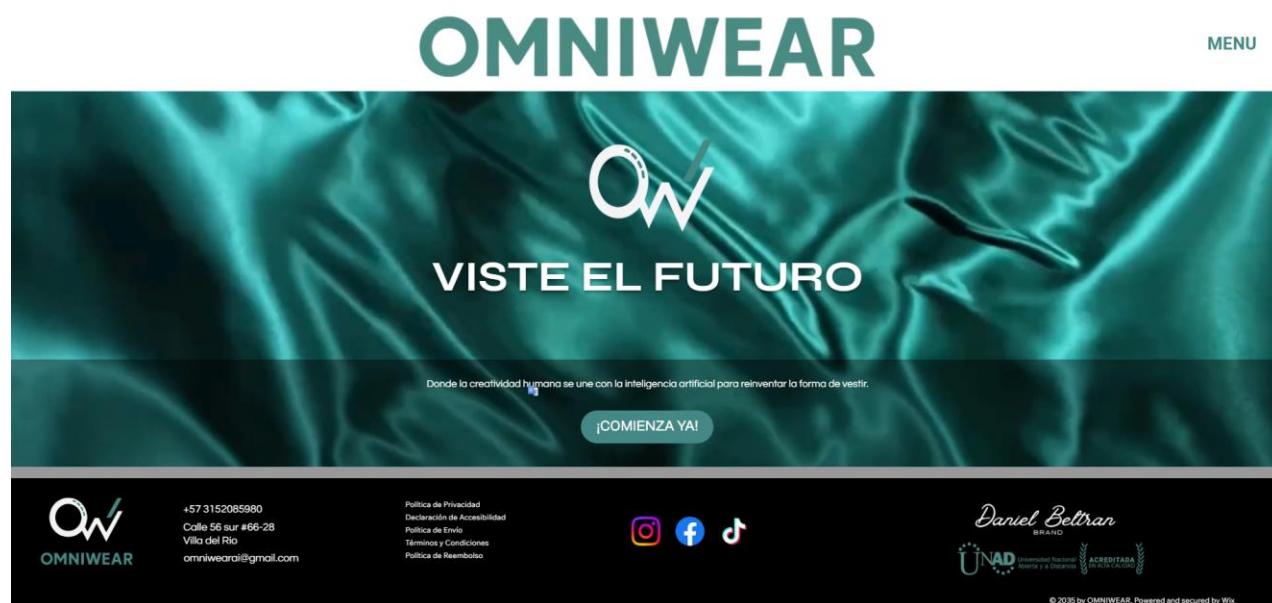 OMNIWEAR
MENU
OW
VISTE EL FUTURO
Donde la creatividad humana se une con la inteligencia artificial para reinventar la forma de vestir.
¡COMIENZA YA!
OW
OMNIWEAR
+57 3152085980
Calle 56 sur #66-28
Villa del Rio
omniwearai@gmail.com
Política de Privacidad
Declaración de Accesibilidad
Política de Envío
Términos y Condiciones
Política de Reembolso
Daniel Beltran
BRAND
UNAD
Universidad Nacional
Abierta y a Distancia
ACREDITADA
EN ALTA CALIDAD
© 2035 by OMNIWEAR. Powered and secured by Wix